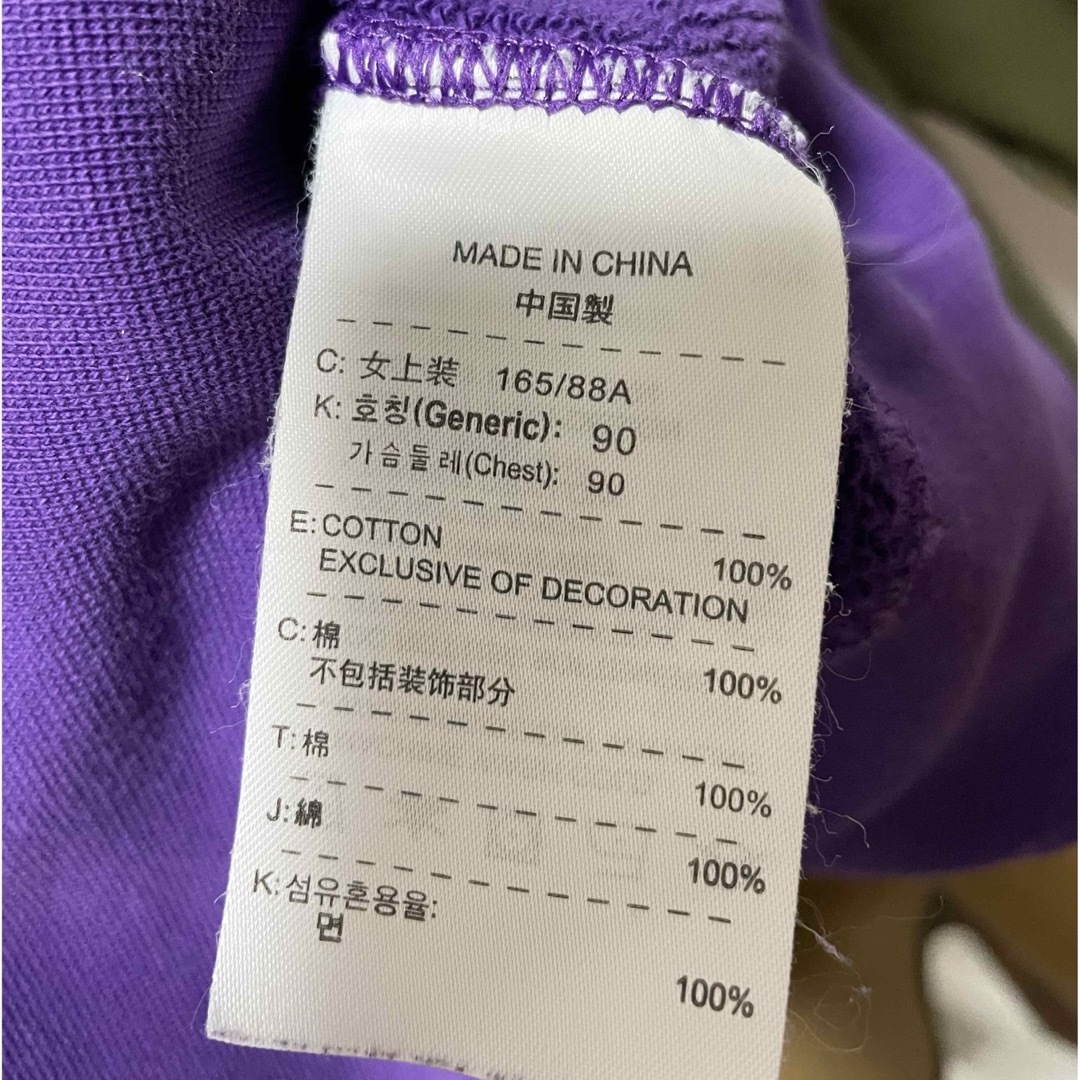 MADE IN CHINA
中国製
C: 女上装 165/88A
K: 호칭(Generic): 90
가슴둘레(Chest): 90
E: COTTON 100%
EXCLUSIVE OF DECORATION
C: 棉 100%
不包括装饰部分
T: 棉 100%
J: 綿 100%
K: 섬유혼용율:
면 100%